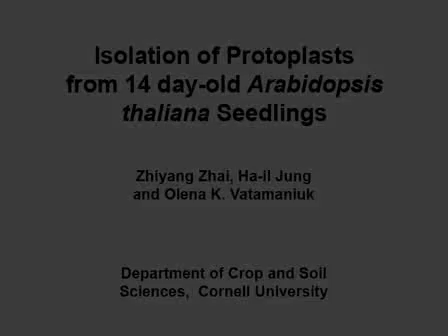 Isolation of Protoplasts
from 14 day-old Arabidopsis
thaliana Seedlings
Zhiyang Zhai, Ha-il Jung
and Olena K. Vatamaniuk
Department of Crop and Soil
Sciences, Cornell University